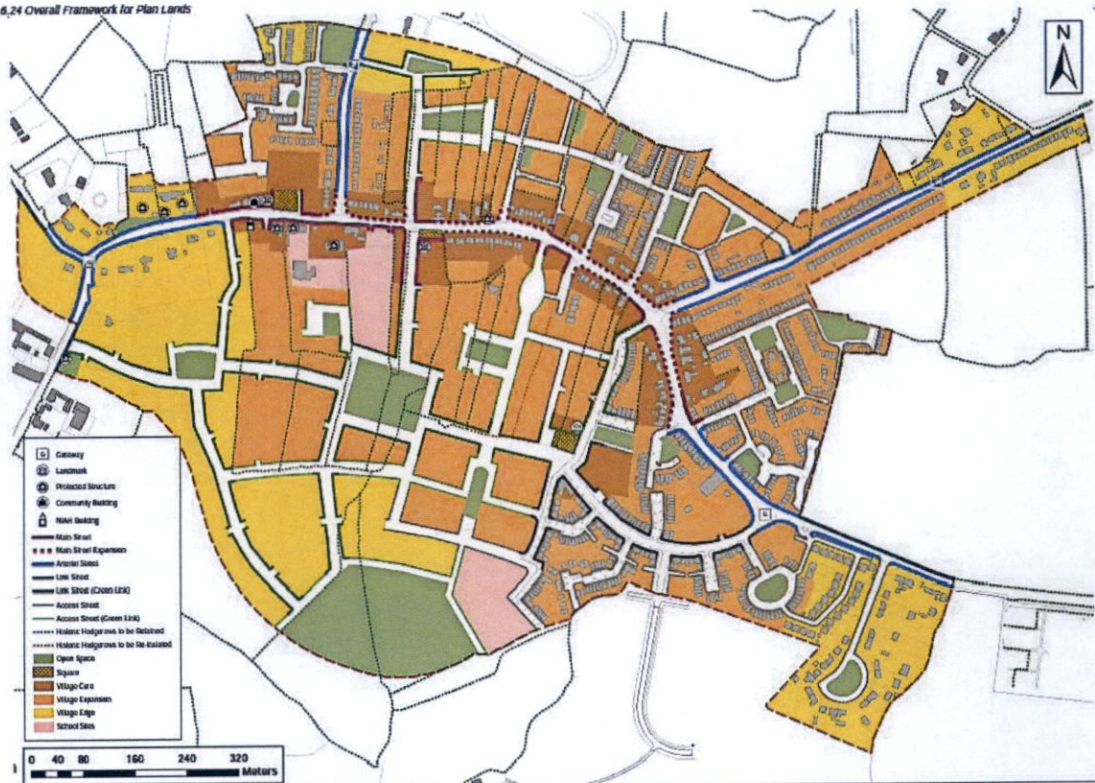 6.24 Overall Framework for Plan Lands
N
G Gateway
Landmark
Protected Structure
Community Building
NIAH Building
Main Street
Main Street Expansion
Arterial Street
Link Street
Link Street (Green Link)
Access Street
Access Street (Green Link)
Historic Hedgerows to be Retained
Historic Hedgerows to be Re-instated
Open Space
Square
Village Core
Village Expansion
Village Edge
School Sites
0 40 80 160 240 320
Meters
G